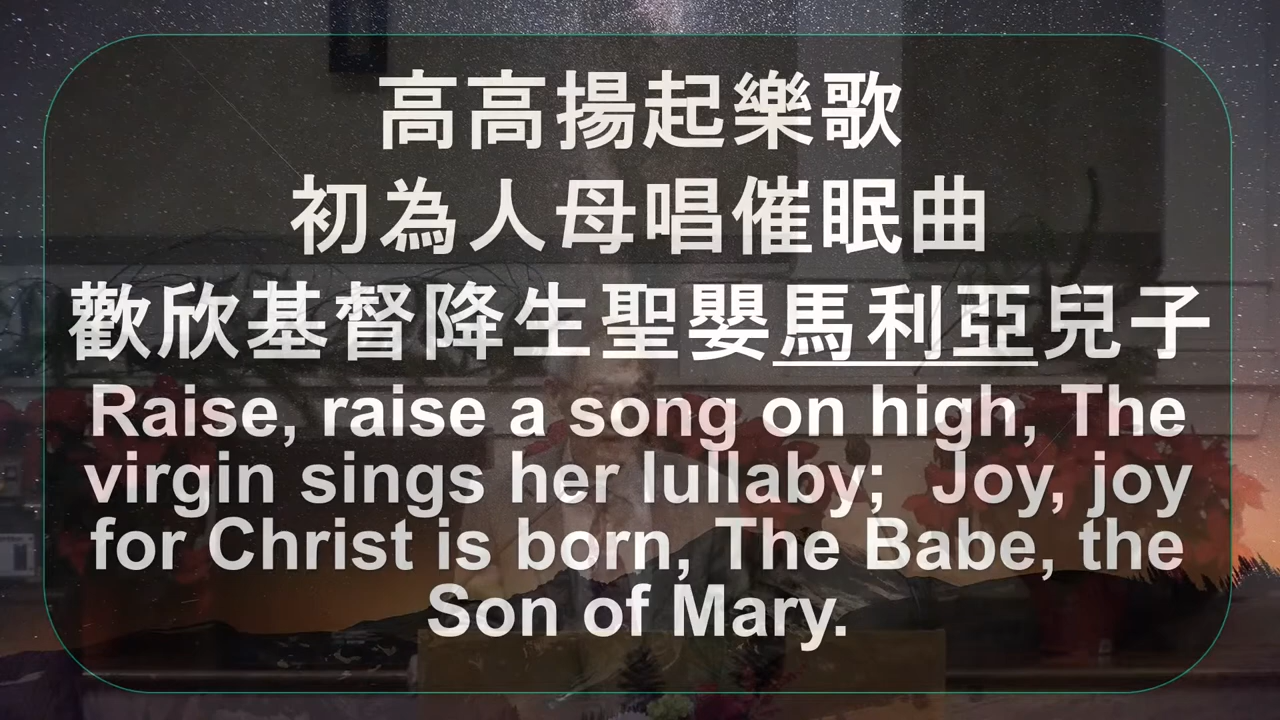 高高揚起樂歌
初為人母唱催眠曲
歡欣基督降生聖嬰馬利亞兒子
Raise, raise a song on high, The
virgin sings her lullaby;  Joy, joy
for Christ is born, The Babe, the
Son of Mary.